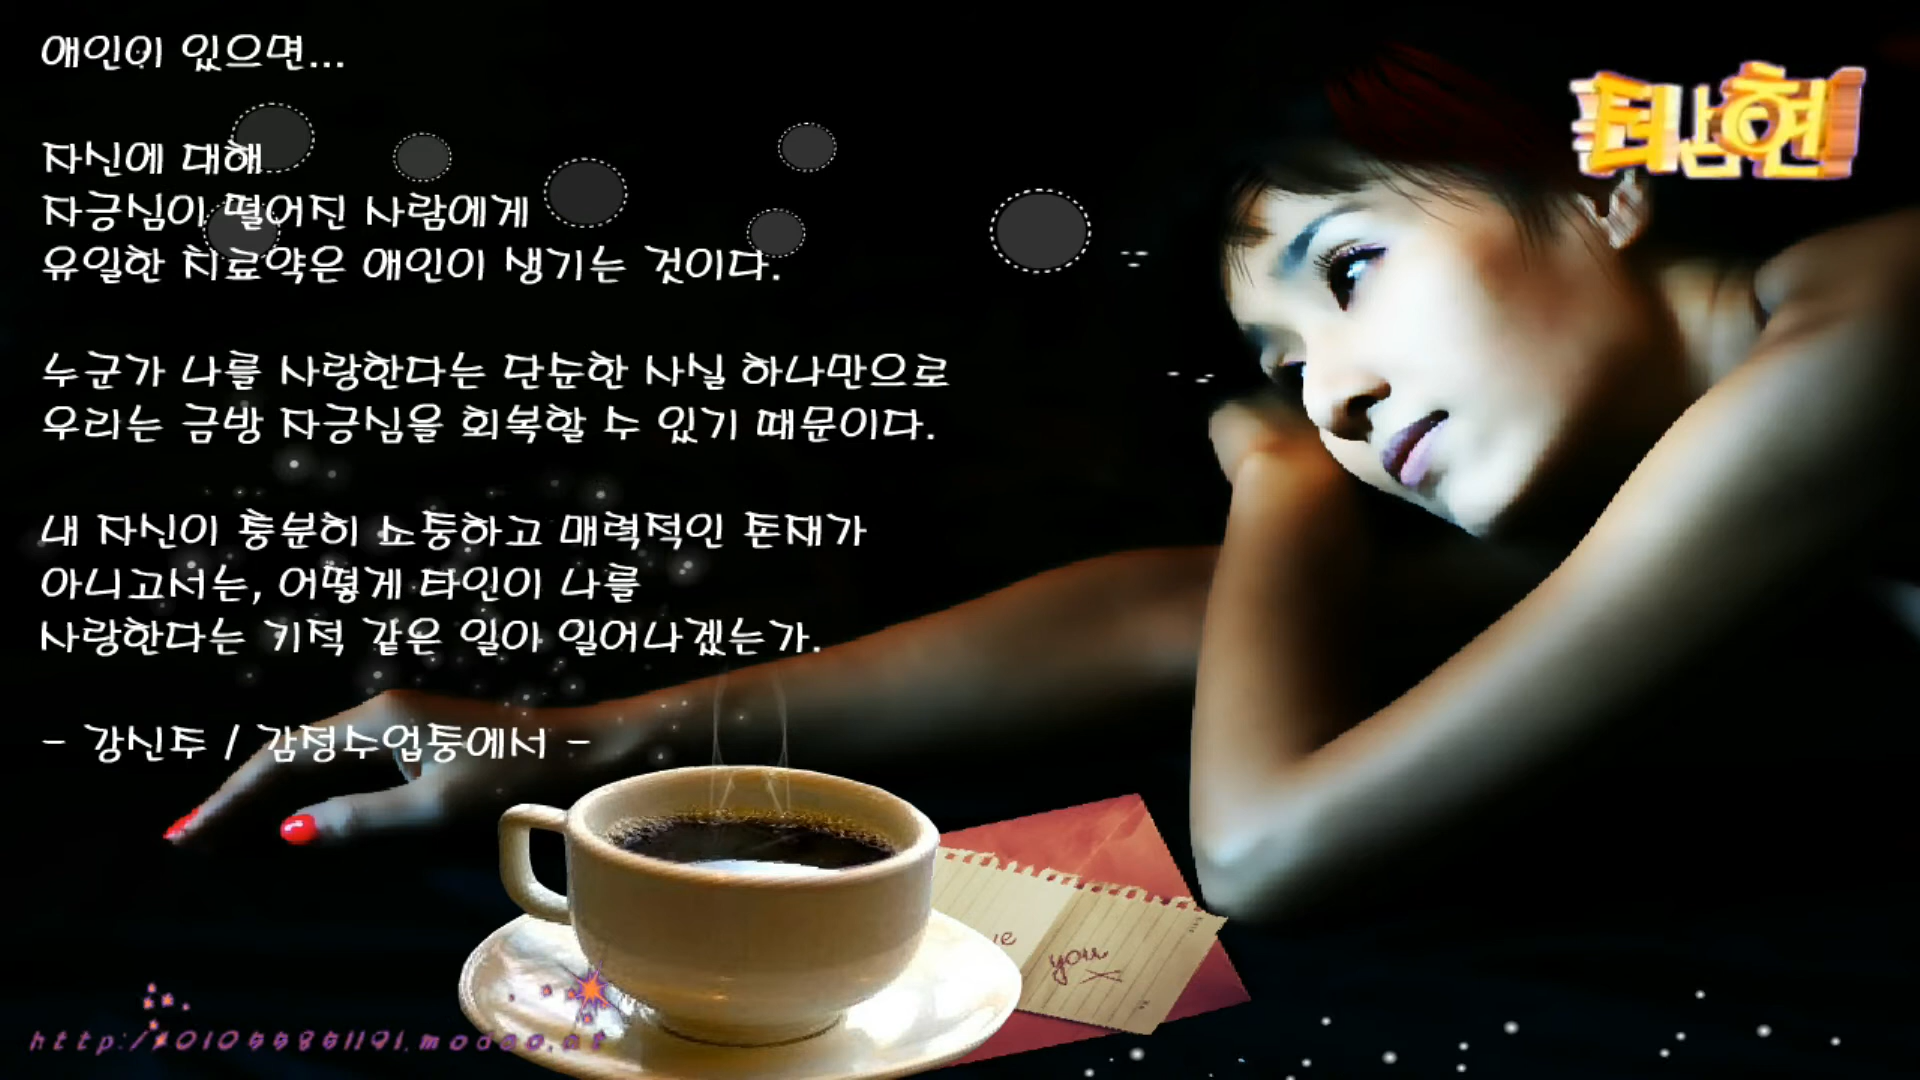 애인이 있으면...
자신에 대해
자긍심이 떨어진 사람에게
유일한 치료약은 애인이 생기는 것이다.
누군가 나를 사랑한다는 단순한 사실 하나만으로
우리는 금방 자긍심을 회복할 수 있기 때문이다.
내 자신이 충분히 소중하고 매력적인 존재가
아니고서는, 어떻게 타인이 나를
사랑한다는 기적 같은 일아 일어나겠는가.
- 강신주 / 감정수업중에서 -
you